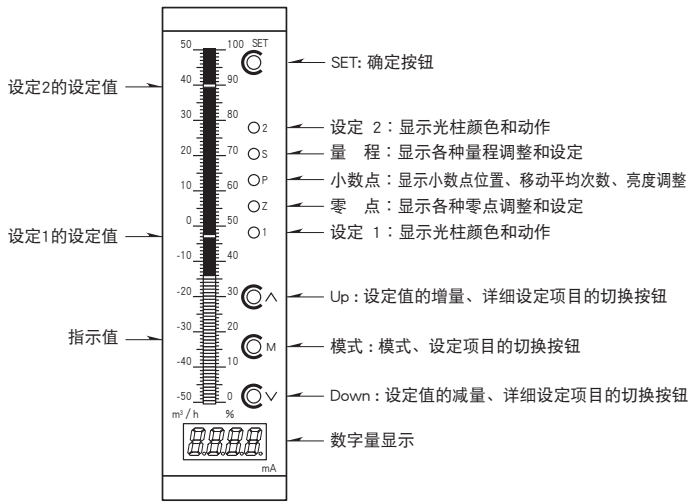 50 100 SET
SET: 确定按钮
设定2的设定值
40 90
30 80
2
设定 2：显示光柱颜色和动作
20 70
S
量 程：显示各种量程调整和设定
10 60
P
小数点：显示小数点位置、移动平均次数、亮度调整
Z
零 点：显示各种零点调整和设定
0 50
设定1的设定值
1
设定 1：显示光柱颜色和动作
-10 40
-20 30
Up : 设定值的增量、详细设定项目的切换按钮
-30 20
指示值
M
模式 : 模式、设定项目的切换按钮
-40 10
-50 0
Down : 设定值的减量、详细设定项目的切换按钮
m³/h %
8.8.8.8.
数字量显示
mA